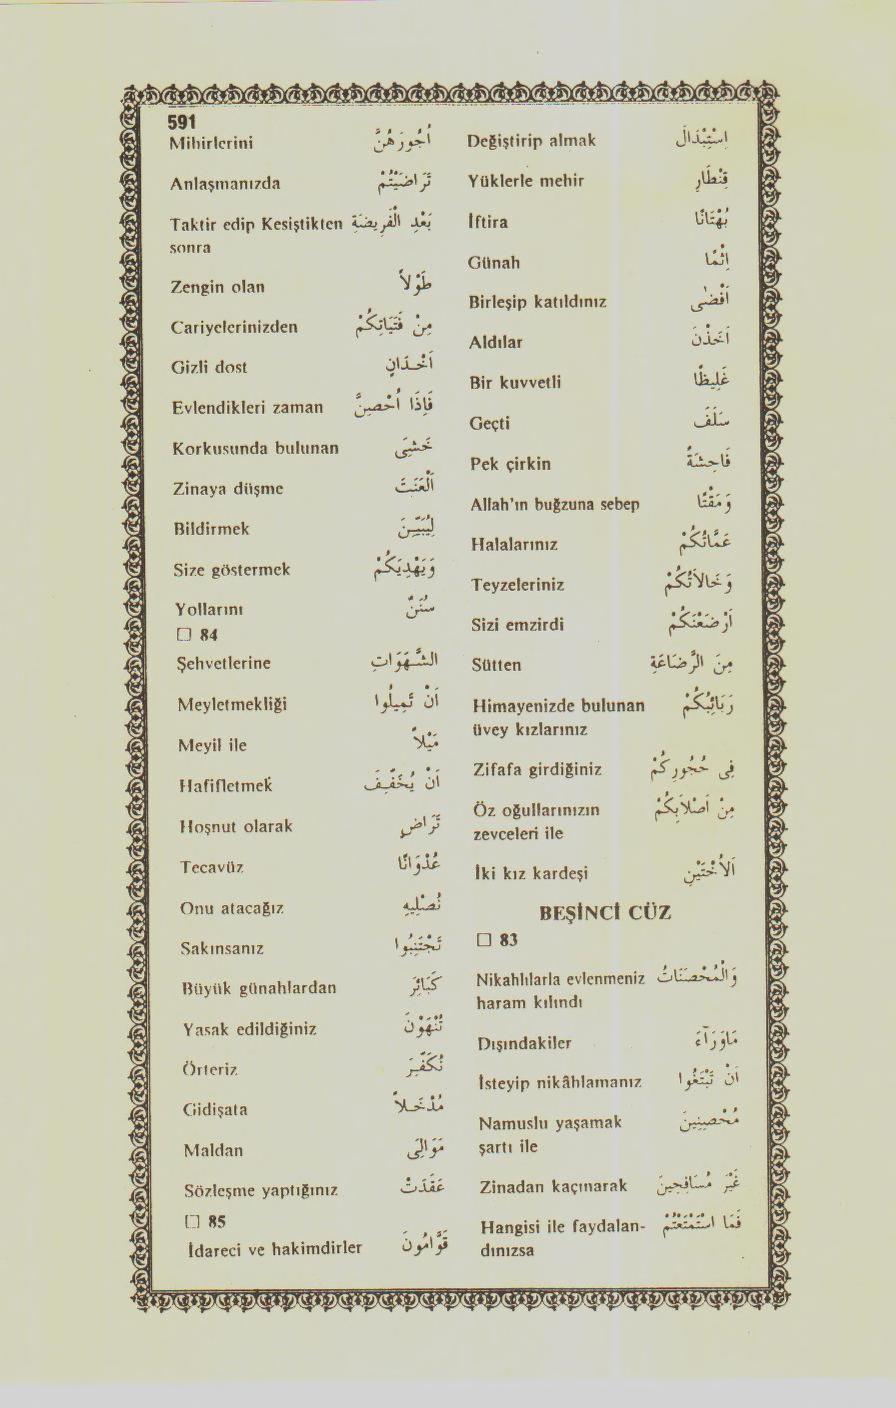 591
Değiştirip almak اِسْتِبْدَالَ
Yüklerle mehir قِنْطَارٍ
İftira بُهْتَانًا
Günah اِثْمًا
Birleşip katıldınız اَفْضٰى
Aldılar اَخَذْنَ
Bir kuvvetli غَلِيظًا
Geçti سَلَفَ
Pek çirkin فَاحِشَةً
Allah'ın buğzuna sebep وَمَقْتًا
Halalarınız عَمَّاتُكُمْ
Teyzeleriniz وَخَالَاتُكُمْ
Sizi emzirdi اَرْضَعْنَكُمْ
Sütten مِنَ الرَّضَاعَةِ
Himayenizde bulunan رَبَائِبُكُمْ
üvey kızlarınız
Zifafa girdiğiniz فِى حُجُورِكُمْ
Öz oğullarınızın مِنْ اَصْلَابِكُمْ
zevceleri ile
İki kız kardeşi اَلْاُخْتَيْنِ
BEŞİNCİ CÜZ
□ 83
Nikahlılarla evlenmeniz وَالْمُحْصَنَاتُ
haram kılındı
Dışındakiler مَاوَرَآءَ
İsteyip nikâhlamanız اَنْ تَبْتَغُوا
Namuslu yaşamak مُحْصِنِينَ
şartı ile
Zinadan kaçınarak غَيْرَ مُسَافِحِينَ
Hangisi ile faydalan- فَمَا اسْتَمْتَعْتُمْ
dınızsa
Mihirlerini اُجُورَهُنَّ
Anlaşmanızda تَرَاضَيْتُمْ
Taktir edip Kesiştikten بَعْدِ الْفَرِيضَةِ
sonra
Zengin olan طَوْلاً
Cariyelerinizden مِنْ فَتَيَاتِكُمْ
Gizli dost اَخْدَانٍ
Evlendikleri zaman فَاِذَا اُحْصِنَّ
Korkusunda bulunan خَشِىَ
Zinaya düşme اَلْعَنَتَ
Bildirmek لِيُبَيِّنَ
Size göstermek وَيَهْدِيَكُمْ
Yollarını سُنَنَ
□ 84
Şehvetlerine الشَّهَوَاتِ
Meyletmekliği اَنْ تَمِيلُوا
Meyil ile مَيْلاً
Hafifletmek اَنْ يُخَفِّفَ
Hoşnut olarak تَرَاضٍ
Tecavüz عُدْوَانًا
Onu atacağız نُصْلِيهِ
Sakınsanız تَجْتَنِبُوا
Büyük günahlardan كَبَائِرَ
Yasak edildiğiniz تُنْهَوْنَ
Örteriz نُكَفِّرْ
Gidişata مُدْخَلاً
Maldan مَوَالِىَ
Sözleşme yaptığınız عَقَدَتْ
□ 85
İdareci ve hakimdirler قَوَّامُونَ